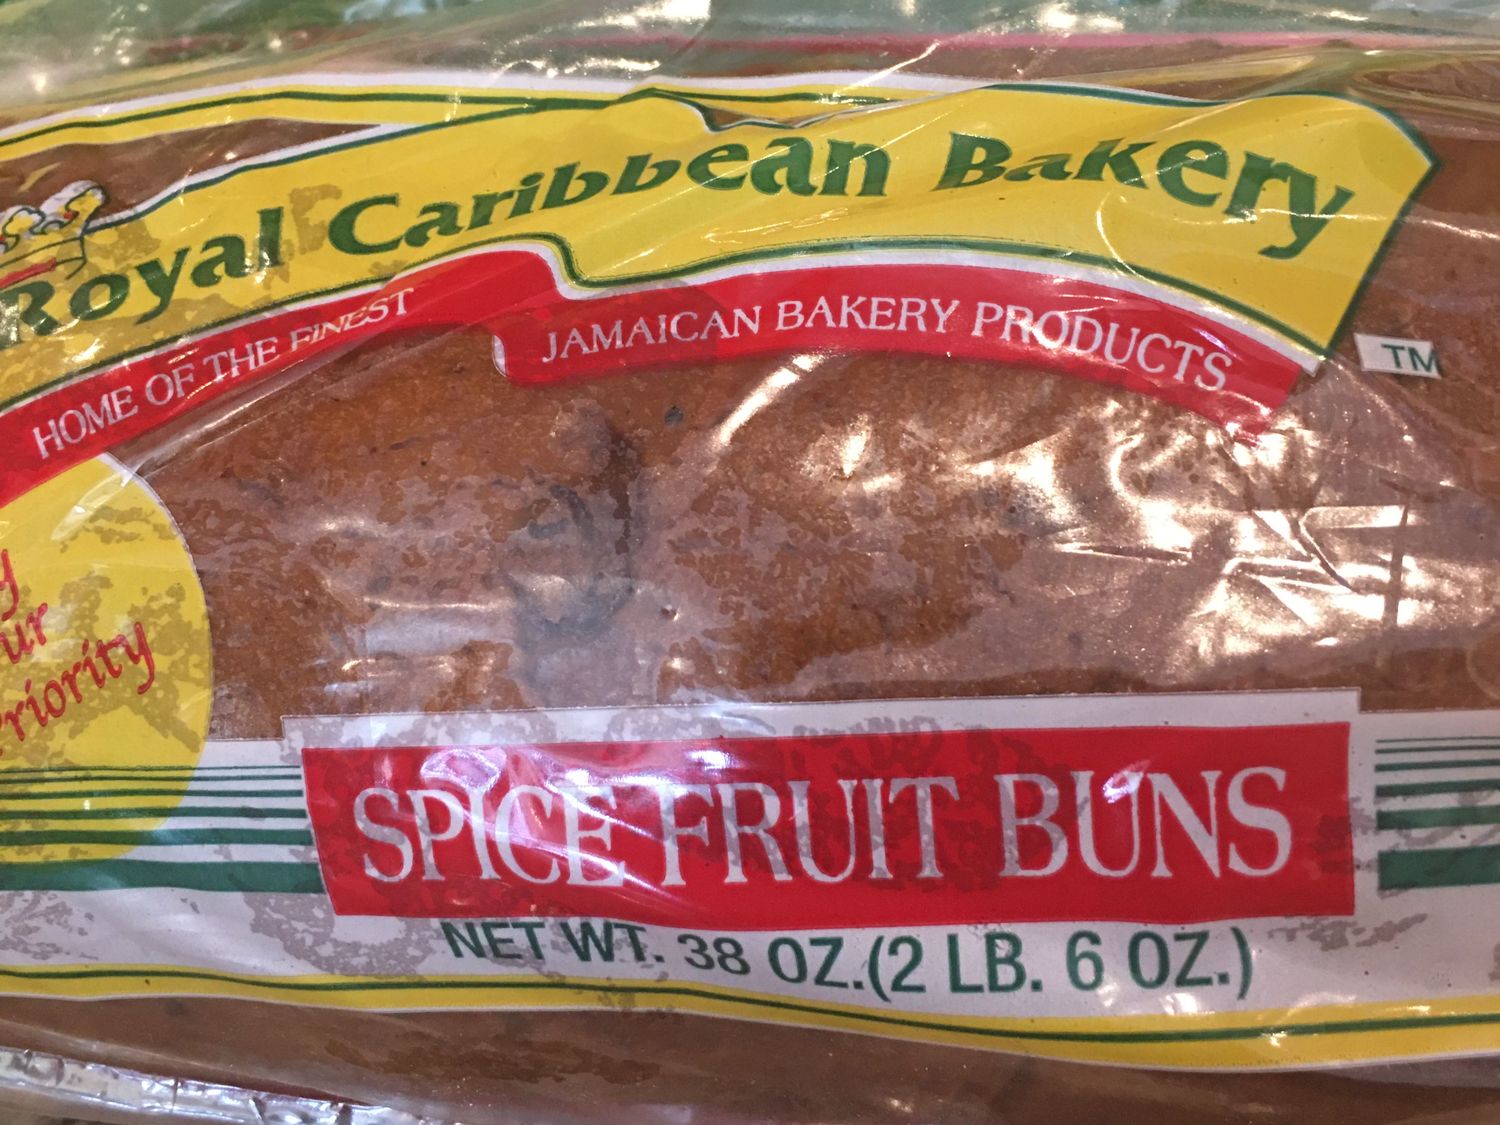 Royal Caribbean Bakery
HOME OF THE FINEST JAMAICAN BAKERY PRODUCTS
TM
SPICE FRUIT BUNS
NET WT. 38 OZ.(2 LB. 6 OZ.)